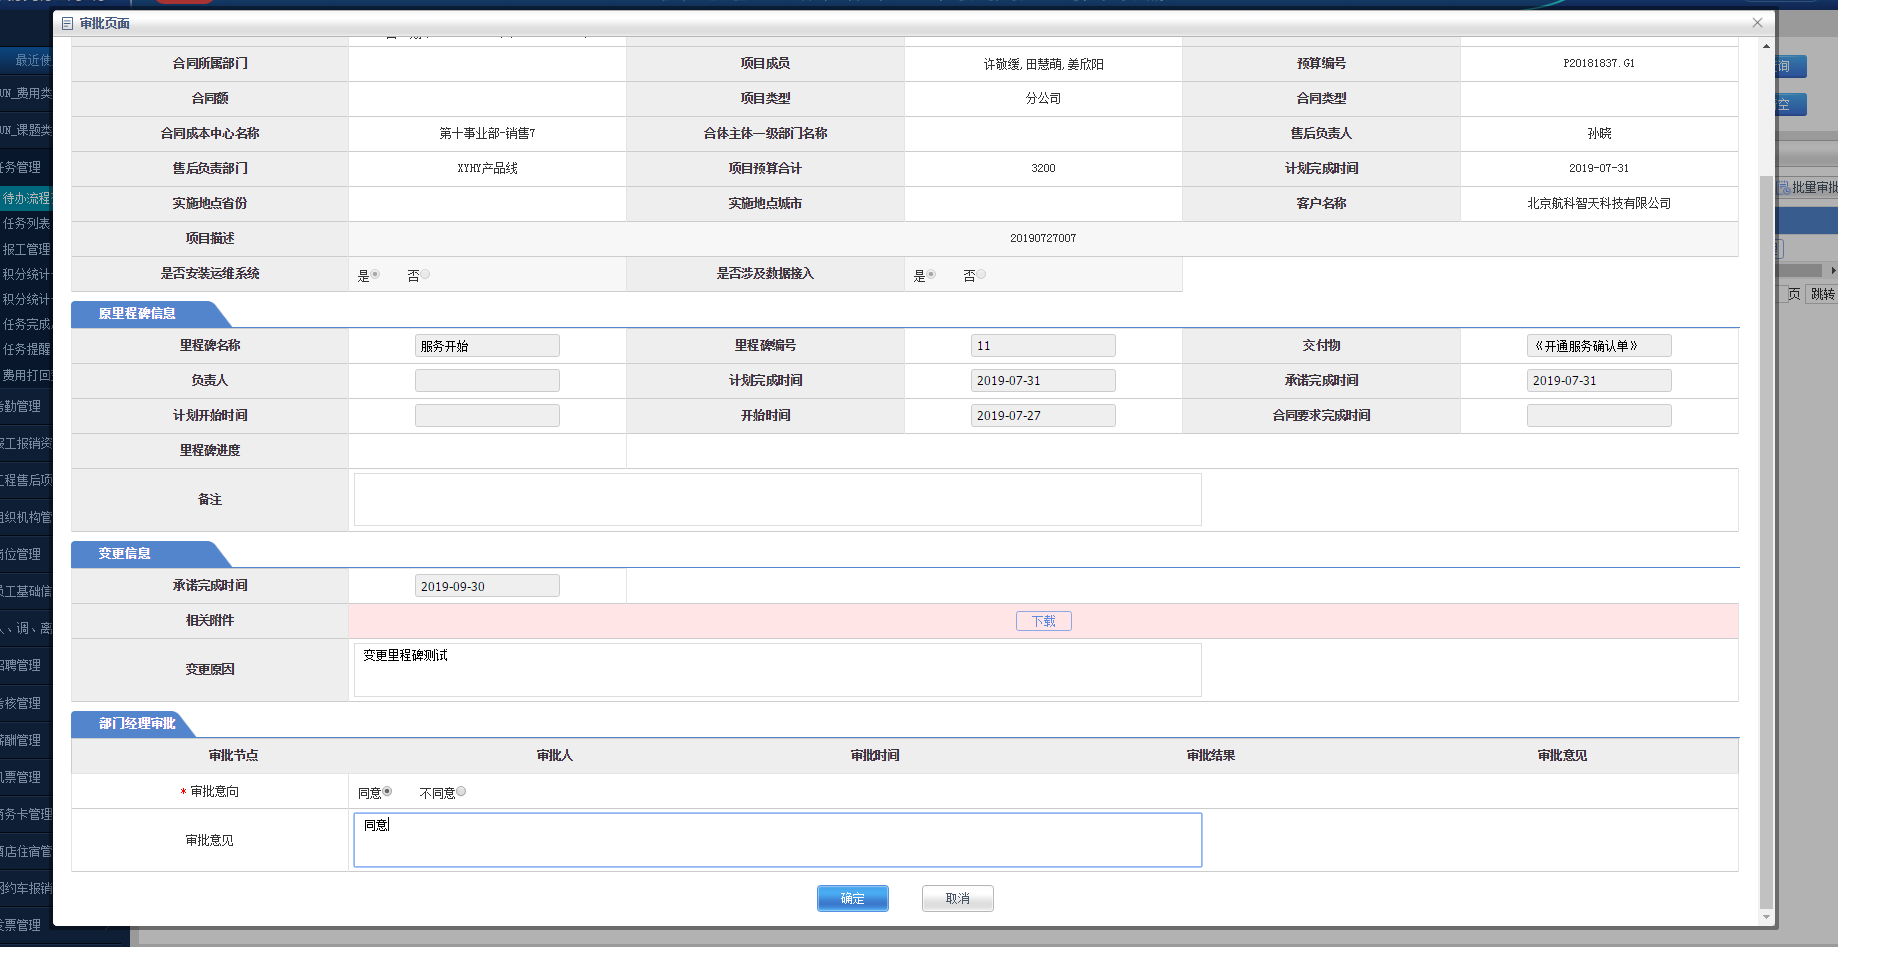 审批页面
最近使
合同所属部门 项目成员 许敬缓,田慧萌,姜欣阳 预算编号 P20181837.G1
合同额 项目类型 分公司 合同类型
合同成本中心名称 第十事业部-销售7 合体主体一级部门名称 售后负责人 孙晓
售后负责部门 XYHY产品线 项目预算合计 3200 计划完成时间 2019-07-31
实施地点省份 实施地点城市 客户名称 北京航科智天科技有限公司
项目描述 20190727007
是否安装运维系统 是 否 是否涉及数据接入 是 否
原里程碑信息
里程碑名称 服务开始 里程碑编号 11 交付物 《开通服务确认单》
负责人 计划完成时间 2019-07-31 承诺完成时间 2019-07-31
计划开始时间 开始时间 2019-07-27 合同要求完成时间
里程碑进度
备注
变更信息
承诺完成时间 2019-09-30
相关附件 下载
变更原因 变更里程碑测试
部门经理审批
审批节点 审批人 审批时间 审批结果 审批意见
* 审批意向 同意 不同意
审批意见 同意
确定 取消
UN_费用类
UN_课题类
任务管理
待办流程
任务列表
报工管理
积分统计
积分统计
任务完成
任务提醒
费用打回
考勤管理
报工报销资
工程售后项
组织机构管
岗位管理
员工基础信
入、调、离
招聘管理
考核管理
薪酬管理
机票管理
商务卡管理
酒店住宿管
网约车报销
发票管理
询
空
批里审批
页 跳转